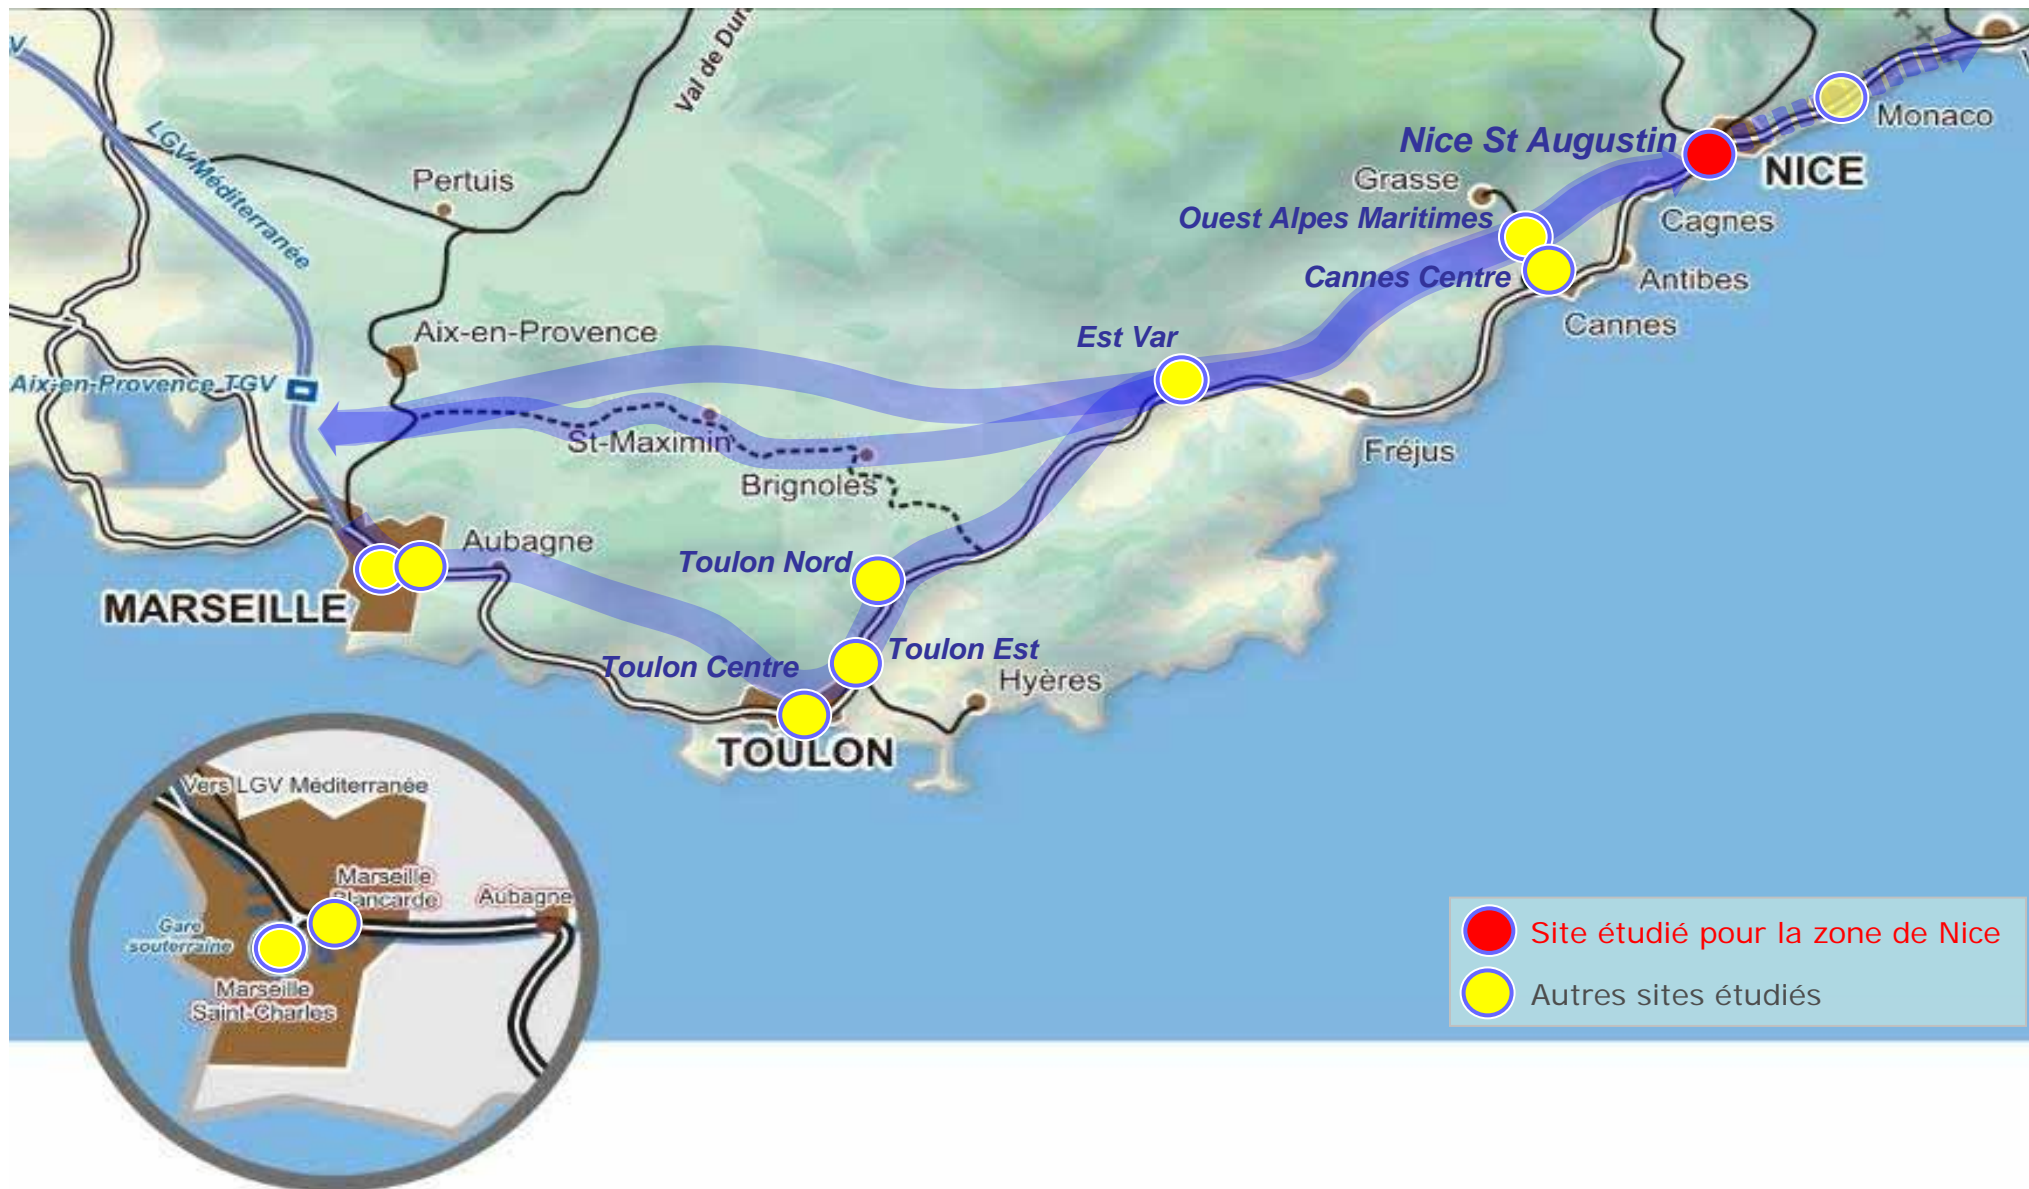 V
LGV-Méditerranée
Val de Dura
Pertuis
Aix-en-Provence
Aix-en-Provence TGV
St-Maximin
Brignoles
Nice St Augustin
Monaco
Grasse
NICE
Ouest Alpes Maritimes
Cagnes
Cannes Centre
Antibes
Cannes
Est Var
Fréjus
Aubagne
MARSEILLE
Toulon Nord
Toulon Est
Toulon Centre
Hyères
TOULON
Vers LGV Méditerranée
Marseille
Blancarde
Aubagne
Gare
souterraine
Marseille
Saint-Charles
Site étudié pour la zone de Nice
Autres sites étudiés